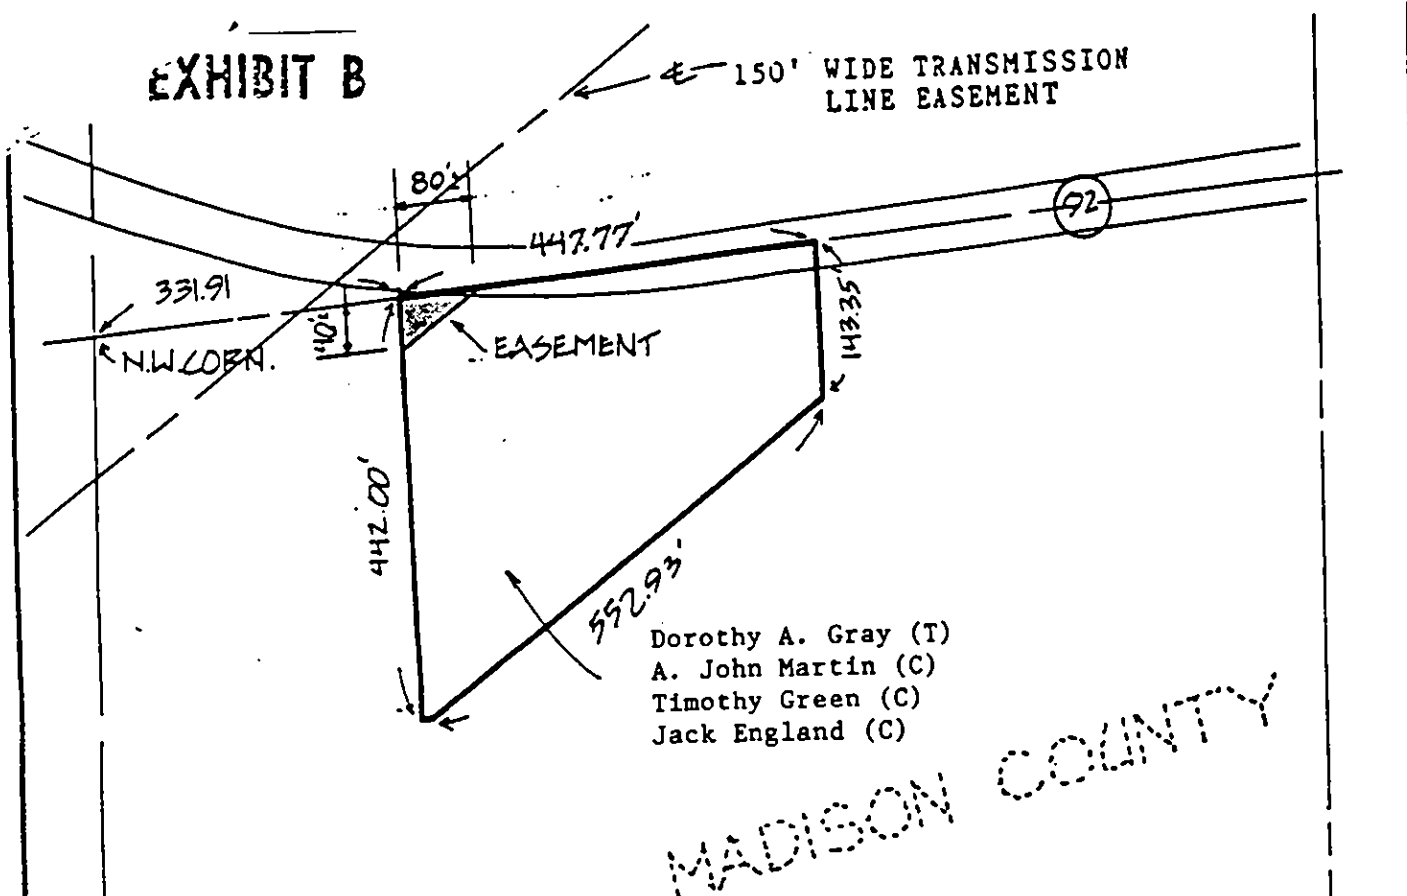 EXHIBIT B
℄ 150' WIDE TRANSMISSION
LINE EASEMENT
80'±
92
447.77'
331.91
143.35'
EASEMENT
N.W. CORN.
442.00'
552.93'
Dorothy A. Gray (T)
A. John Martin (C)
Timothy Green (C)
Jack England (C)
MADISON COUNTY